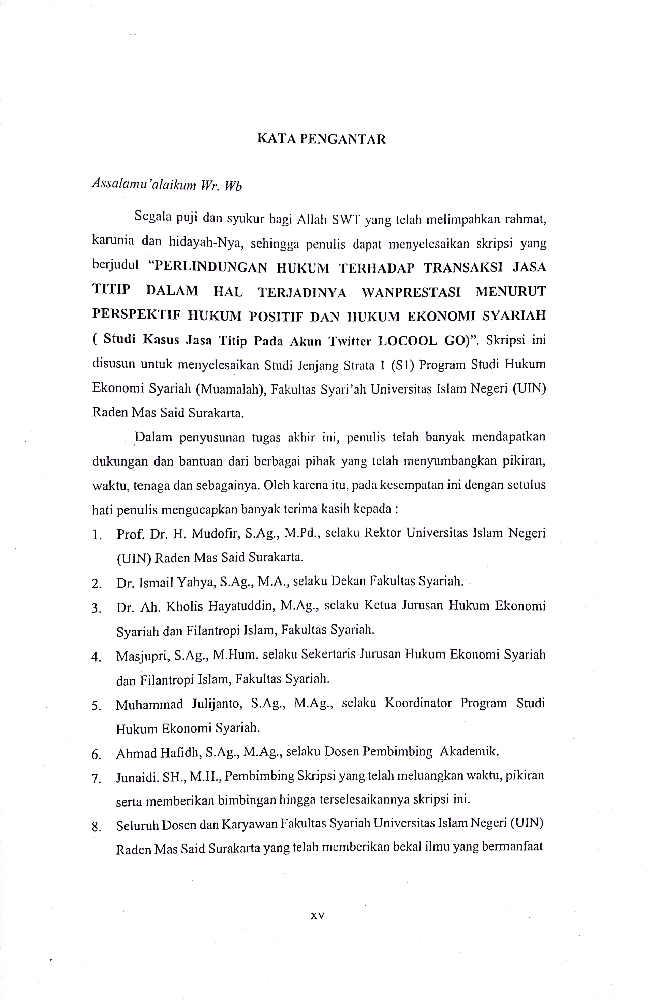 KATA PENGANTAR
Assalamu'alaikum Wr. Wb
Segala puji dan syukur bagi Allah SWT yang telah melimpahkan rahmat,
karunia dan hidayah-Nya, sehingga penulis dapat menyelesaikan skripsi yang
berjudul “PERLINDUNGAN HUKUM TERHADAP TRANSAKSI JASA
TITIP DALAM HAL TERJADINYA WANPRESTASI MENURUT
PERSPEKTIF HUKUM POSITIF DAN HUKUM EKONOMI SYARIAH
( Studi Kasus Jasa Titip Pada Akun Twitter LOCOOL GO)”. Skripsi ini
disusun untuk menyelesaikan Studi Jenjang Strata 1 (S1) Program Studi Hukum
Ekonomi Syariah (Muamalah), Fakultas Syari’ah Universitas Islam Negeri (UIN)
Raden Mas Said Surakarta.
Dalam penyusunan tugas akhir ini, penulis telah banyak mendapatkan
dukungan dan bantuan dari berbagai pihak yang telah menyumbangkan pikiran,
waktu, tenaga dan sebagainya. Oleh karena itu, pada kesempatan ini dengan setulus
hati penulis mengucapkan banyak terima kasih kepada :
1. Prof. Dr. H. Mudofir, S.Ag., M.Pd., selaku Rektor Universitas Islam Negeri
(UIN) Raden Mas Said Surakarta.
2. Dr. Ismail Yahya, S.Ag., M.A., selaku Dekan Fakultas Syariah.
3. Dr. Ah. Kholis Hayatuddin, M.Ag., selaku Ketua Jurusan Hukum Ekonomi
Syariah dan Filantropi Islam, Fakultas Syariah.
4. Masjupri, S.Ag., M.Hum. selaku Sekertaris Jurusan Hukum Ekonomi Syariah
dan Filantropi Islam, Fakultas Syariah.
5. Muhammad Julijanto, S.Ag., M.Ag., selaku Koordinator Program Studi
Hukum Ekonomi Syariah.
6. Ahmad Hafidh, S.Ag., M.Ag., selaku Dosen Pembimbing Akademik.
7. Junaidi. SH., M.H., Pembimbing Skripsi yang telah meluangkan waktu, pikiran
serta memberikan bimbingan hingga terselesaikannya skripsi ini.
8. Seluruh Dosen dan Karyawan Fakultas Syariah Universitas Islam Negeri (UIN)
Raden Mas Said Surakarta yang telah memberikan bekal ilmu yang bermanfaat
xv